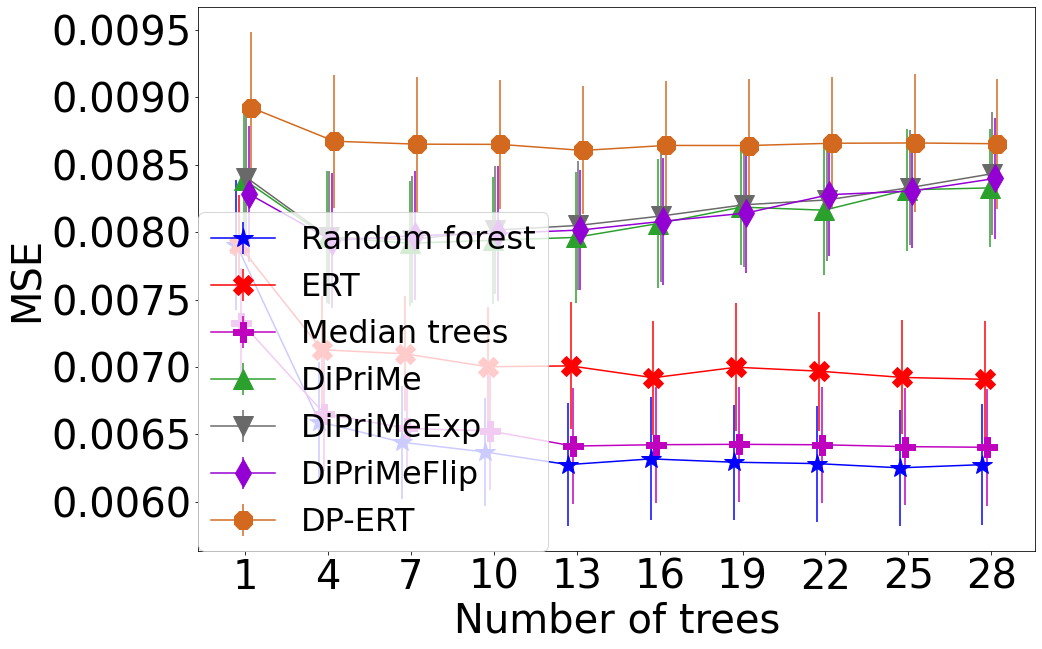 MSE
0.0095
0.0090
0.0085
0.0080
0.0075
0.0070
0.0065
0.0060
Random forest
ERT
Median trees
DiPriMe
DiPriMeExp
DiPriMeFlip
DP-ERT
1 4 7 10 13 16 19 22 25 28
Number of trees